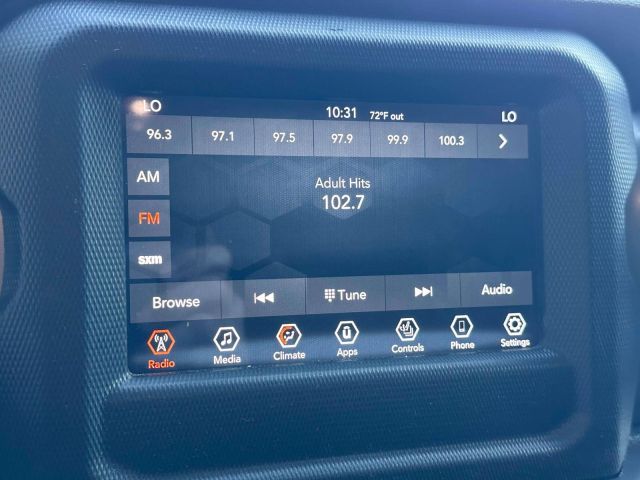 LO 10:31 72°F out LO
96.3 97.1 97.5 97.9 99.9 100.3
AM
Adult Hits
102.7
FM
sxm
Browse Tune Audio
Radio Media Climate Apps Controls Phone Settings